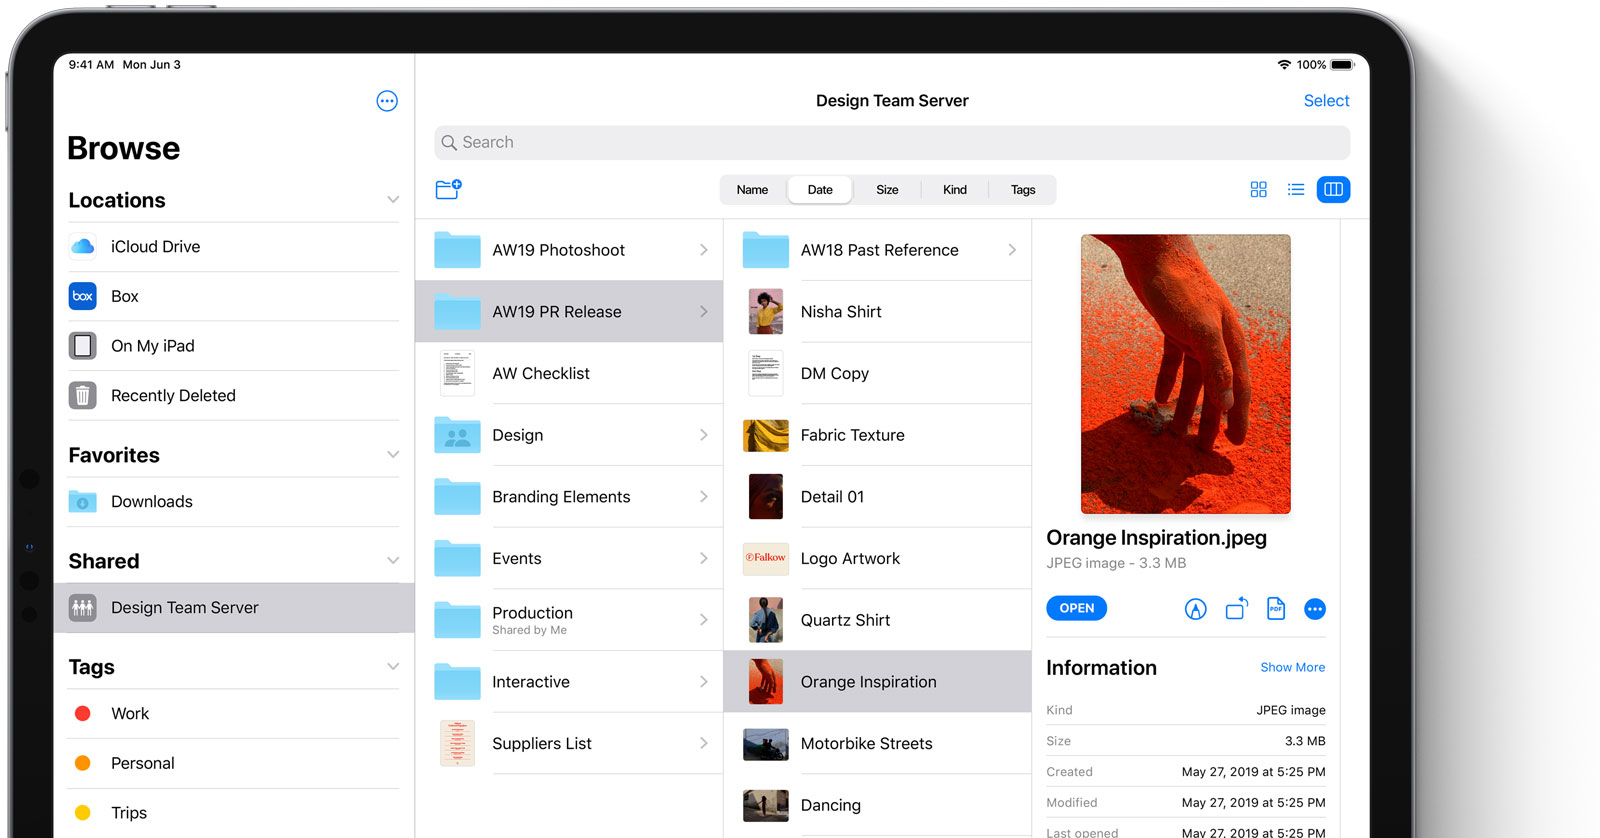 9:41 AM Mon Jun 3
100%
Browse
Locations
iCloud Drive
box
Box
On My iPad
Recently Deleted
Favorites
Downloads
Shared
Design Team Server
Tags
Work
Personal
Trips
Design Team Server
Select
Search
Name Date Size Kind Tags
AW19 Photoshoot
AW19 PR Release
AW Checklist
Design
Branding Elements
Events
Production
Shared by Me
Interactive
Suppliers List
AW18 Past Reference
Nisha Shirt
DM Copy
Fabric Texture
Detail 01
Falkow
Logo Artwork
Quartz Shirt
Orange Inspiration
Motorbike Streets
Dancing
Orange Inspiration.jpeg
JPEG image - 3.3 MB
OPEN
PDF
Information
Show More
Kind JPEG image
Size 3.3 MB
Created May 27, 2019 at 5:25 PM
Modified May 27, 2019 at 5:25 PM
Last opened May 27, 2019 at 5:25 PM